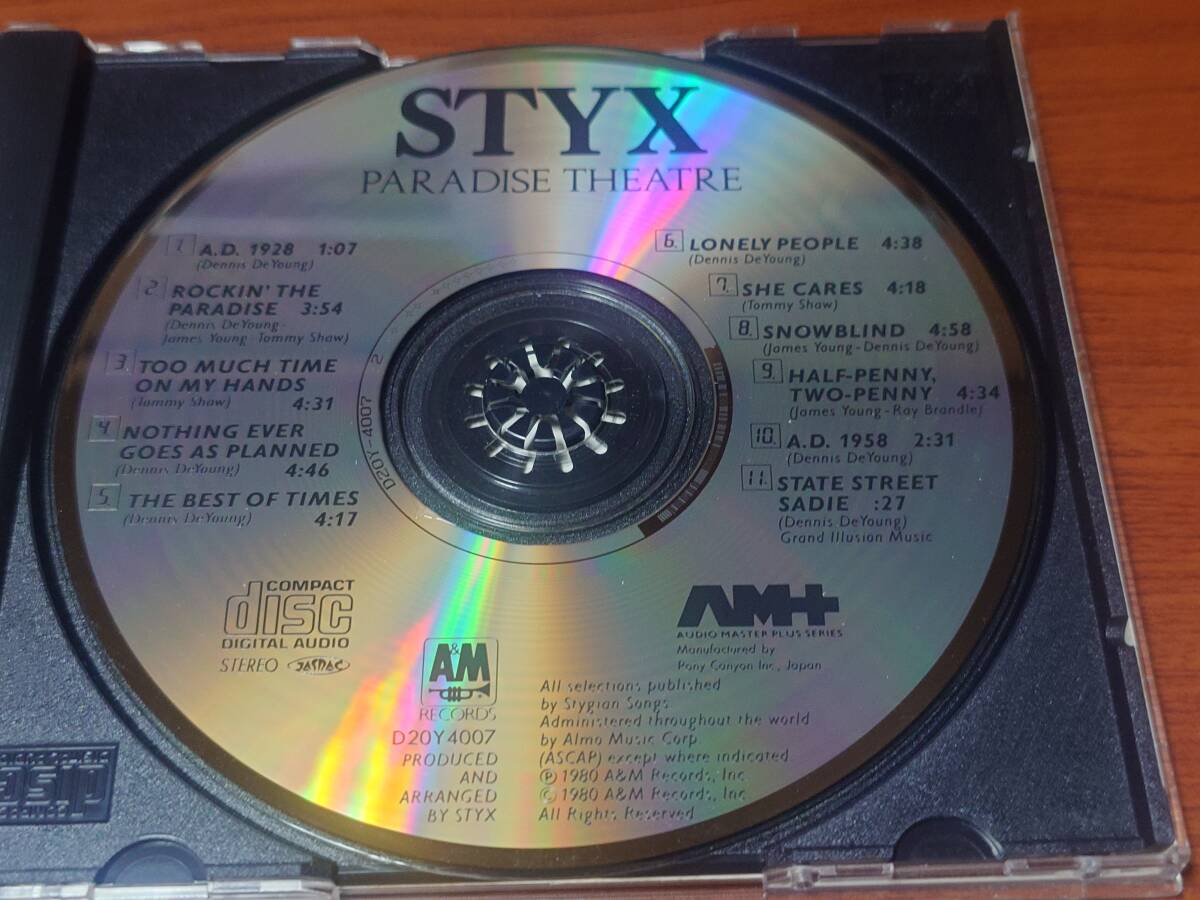 STYX
PARADISE THEATRE
1. A.D. 1928 1:07
(Dennis DeYoung)
2. ROCKIN' THE
PARADISE 3:54
(Dennis DeYoung-
James Young-Tommy Shaw)
3. TOO MUCH TIME
ON MY HANDS
(Tommy Shaw) 4:31
4. NOTHING EVER
GOES AS PLANNED
(Dennis DeYoung) 4:46
5. THE BEST OF TIMES
(Dennis DeYoung) 4:17
6. LONELY PEOPLE 4:38
(Dennis DeYoung)
7. SHE CARES 4:18
(Tommy Shaw)
8. SNOWBLIND 4:58
(James Young-Dennis DeYoung)
9. HALF-PENNY,
TWO-PENNY 4:34
(James Young-Ray Brandle)
10. A.D. 1958 2:31
(Dennis DeYoung)
11. STATE STREET
SADIE :27
(Dennis DeYoung)
Grand Illusion Music
D20Y-4007 2
COMPACT
disc
DIGITAL AUDIO
STEREO JASRAC
A&M
RECORDS
D20Y4007
PRODUCED
AND
ARRANGED
BY STYX
AM+
AUDIO MASTER PLUS SERIES
Manufactured by
Pony Canyon Inc., Japan
All selections published
by Stygian Songs
Administered throughout the world
by Almo Music Corp.
(ASCAP) except where indicated
℗ 1980 A&M Records, Inc
© 1980 A&M Records, Inc
All Rights Reserved
disc